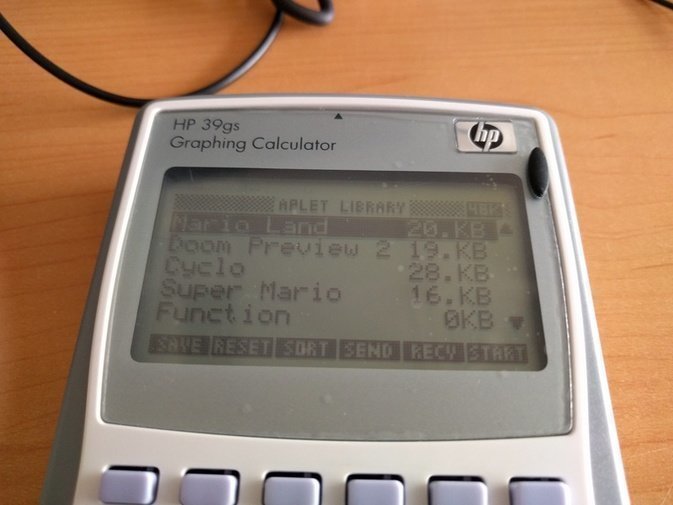 HP 39gs
Graphing Calculator
hp
APLET LIBRARY 48K
Mario Land 20.KB
Doom Preview 2 19.KB
Cyclo 28.KB
Super Mario 16.KB
Function 0KB
SAVE RESET SORT SEND RECV START